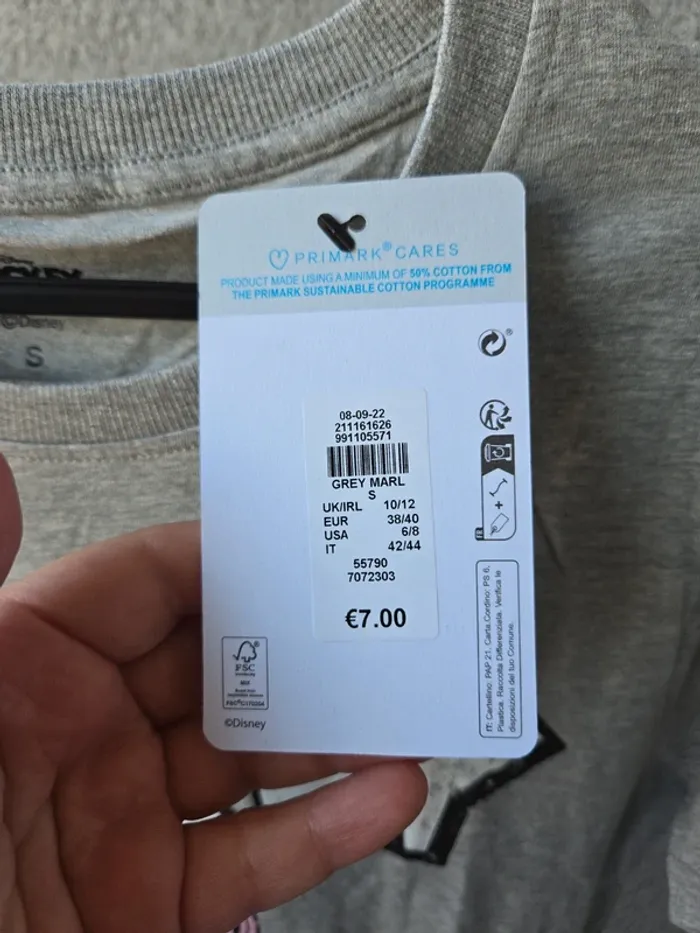 PRIMARK® CARES
PRODUCT MADE USING A MINIMUM OF 50% COTTON FROM
THE PRIMARK SUSTAINABLE COTTON PROGRAMME
©Disney
S
08-09-22
211161626
991105571
GREY MARL
S
UK/IRL 10/12
EUR 38/40
USA 6/8
IT 42/44
55790
7072303
€7.00
FR
+
IT: Cartellino: PAP 21, Carta.Cordino: PS 6,
Plastica. Raccolta Differenziata. Verifica le
disposizioni del tuo Comune.
FSC
MIX
©Disney